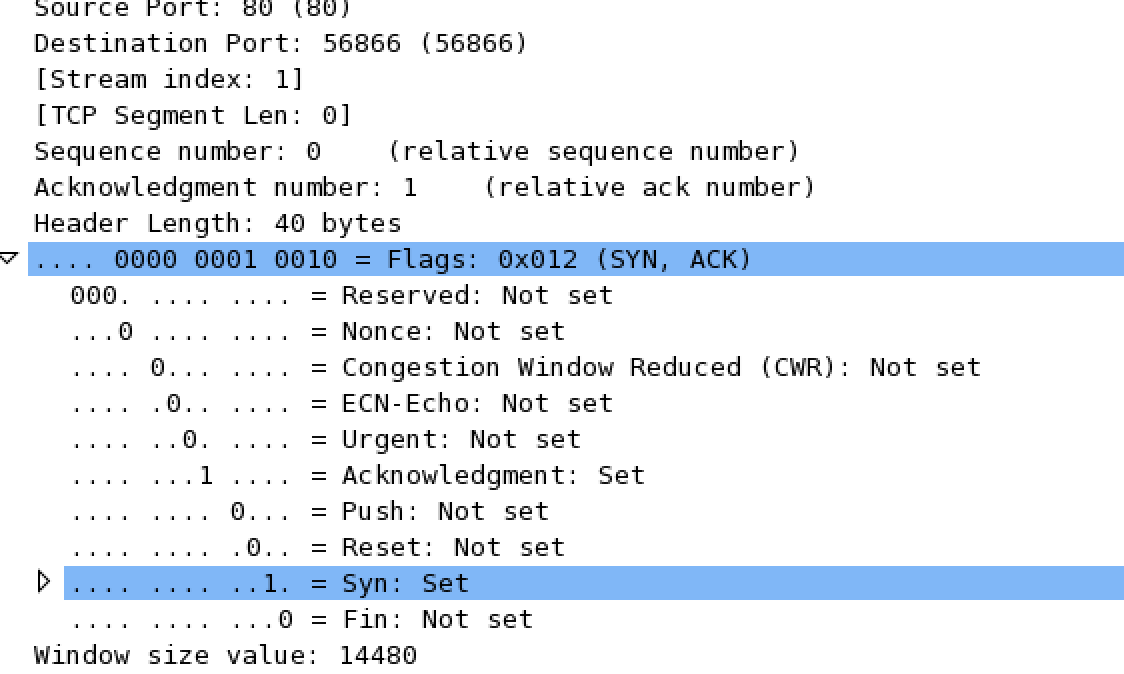 Source Port: 80 (80)
Destination Port: 56866 (56866)
[Stream index: 1]
[TCP Segment Len: 0]
Sequence number: 0    (relative sequence number)
Acknowledgment number: 1    (relative ack number)
Header Length: 40 bytes
.... 0000 0001 0010 = Flags: 0x012 (SYN, ACK)
000. .... .... = Reserved: Not set
...0 .... .... = Nonce: Not set
.... 0... .... = Congestion Window Reduced (CWR): Not set
.... .0.. .... = ECN-Echo: Not set
.... ..0. .... = Urgent: Not set
.... ...1 .... = Acknowledgment: Set
.... .... 0... = Push: Not set
.... .... .0.. = Reset: Not set
.... .... ..1. = Syn: Set
.... .... ...0 = Fin: Not set
Window size value: 14480